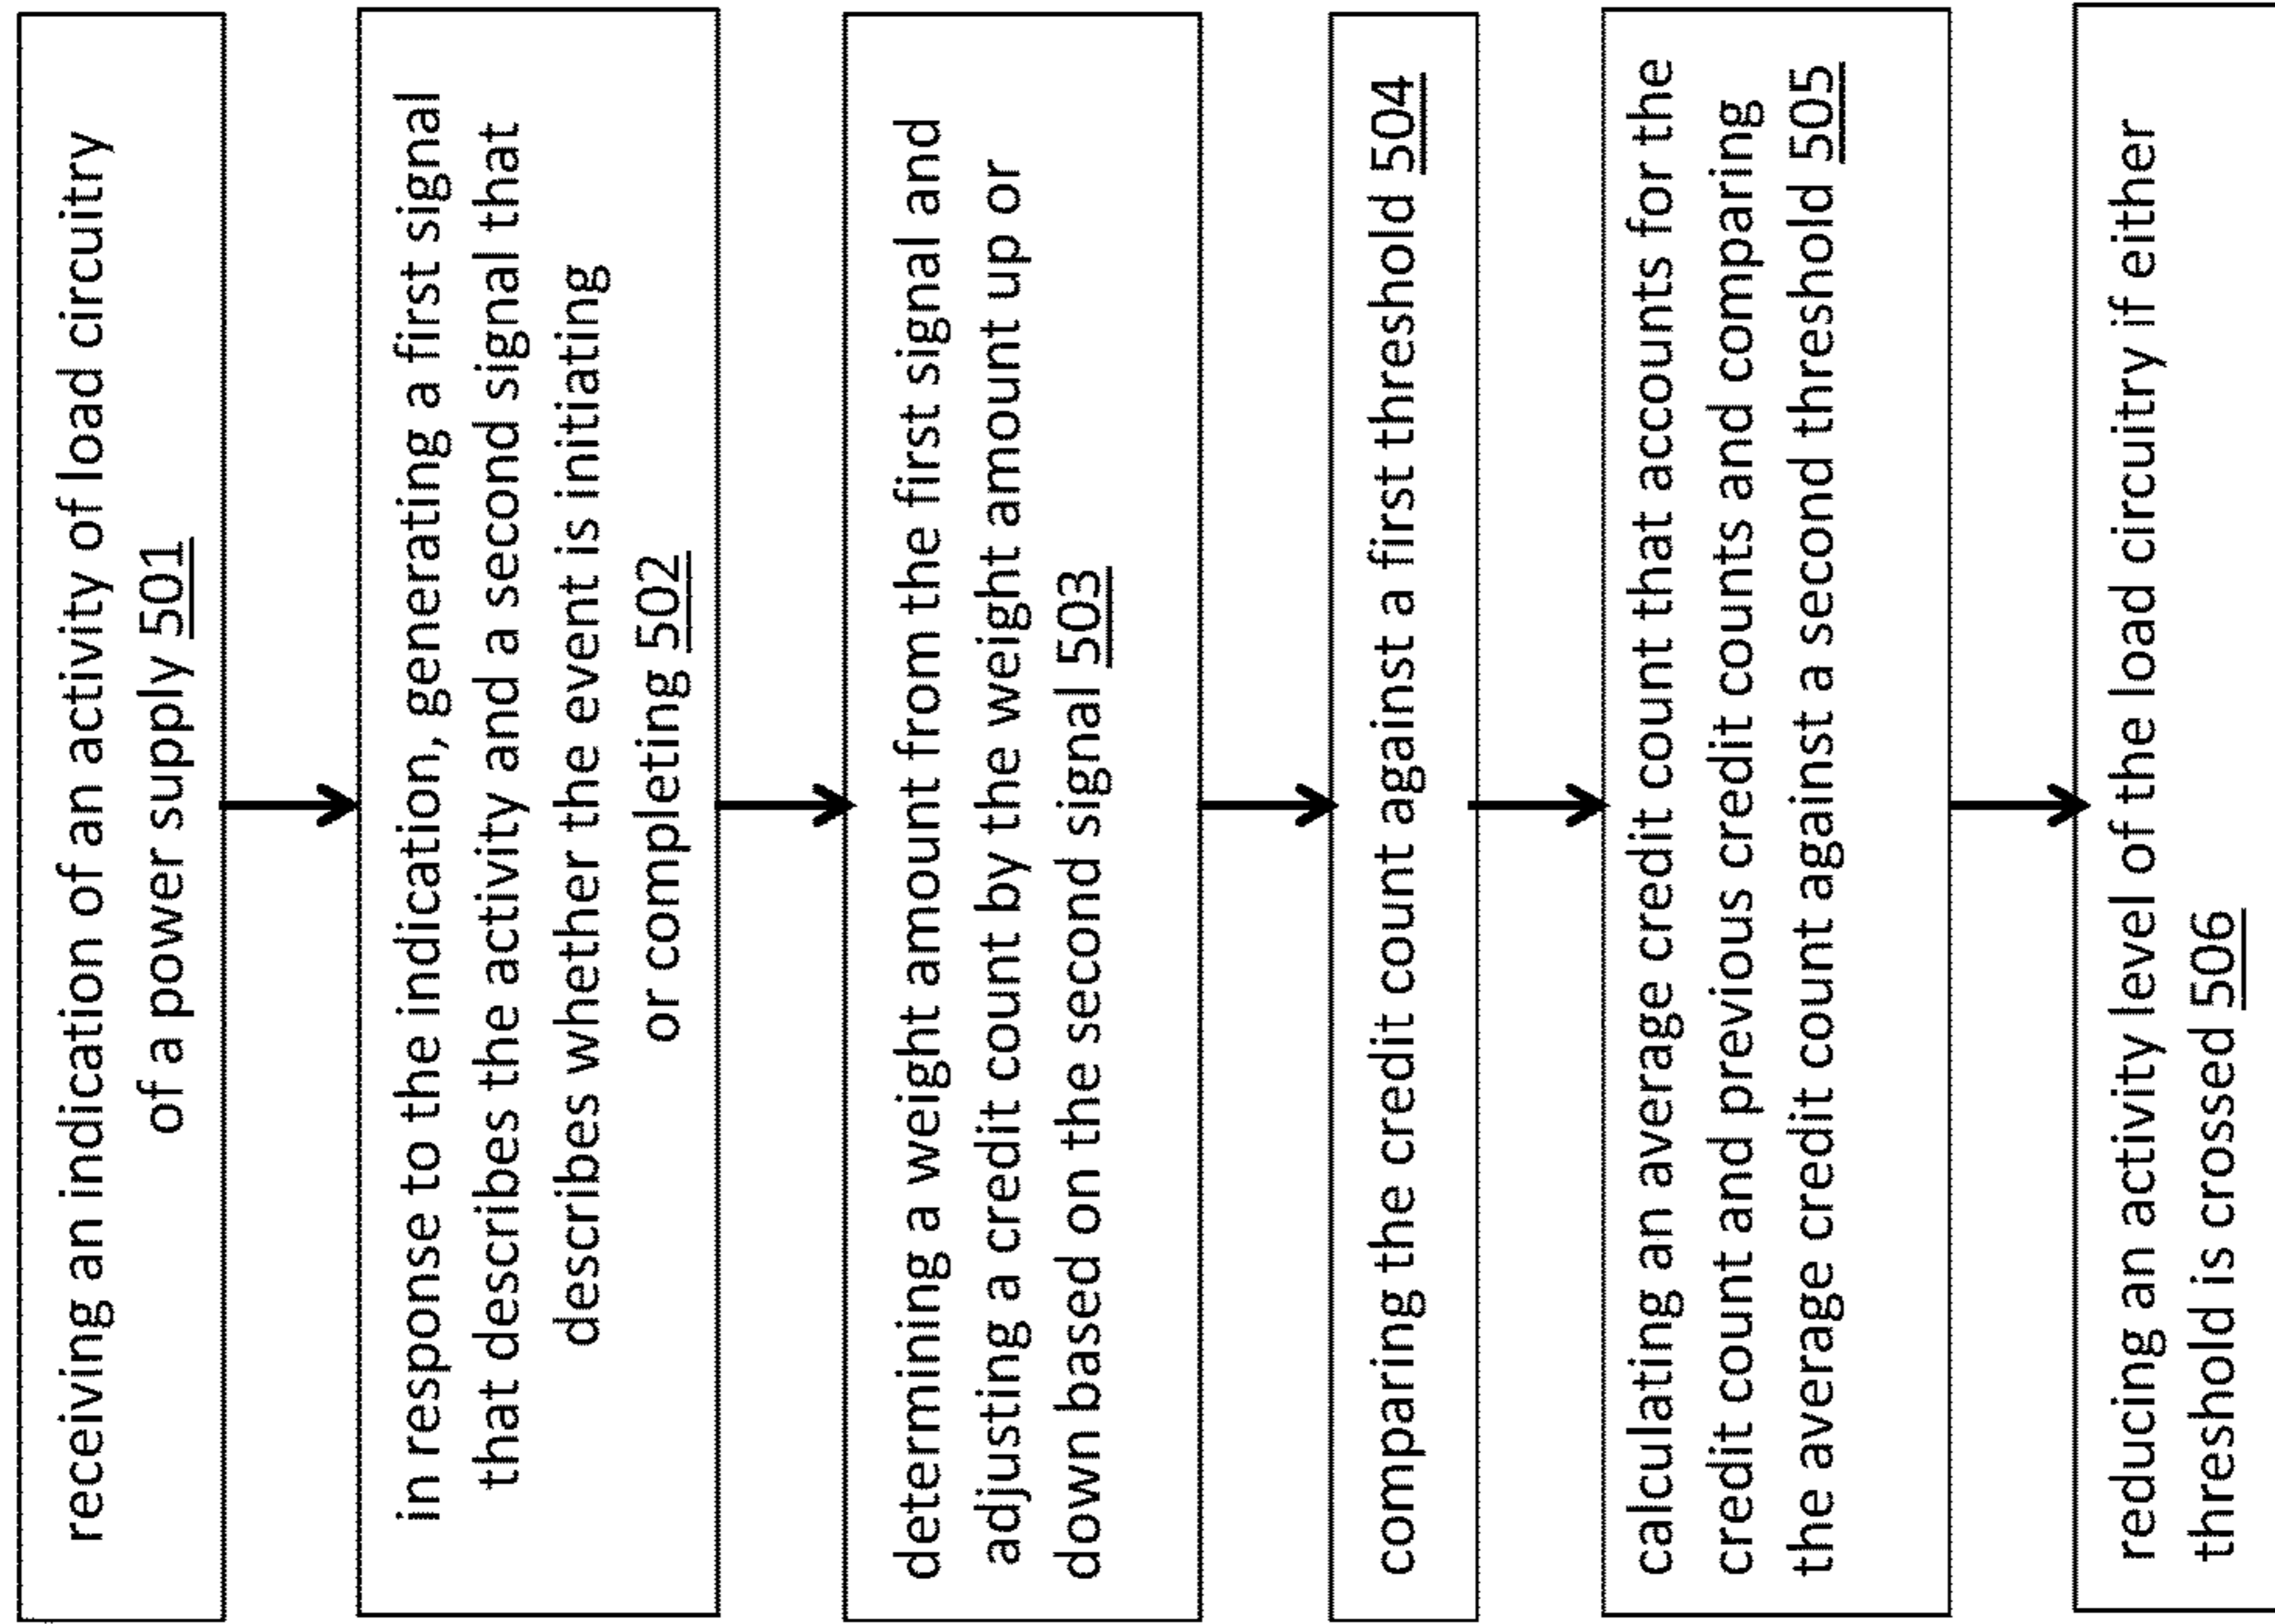 receiving an indication of an activity of load circuitry
of a power supply 501
in response to the indication, generating a first signal
that describes the activity and a second signal that
describes whether the event is initiating
or completing 502
determining a weight amount from the first signal and
adjusting a credit count by the weight amount up or
down based on the second signal 503
comparing the credit count against a first threshold 504
calculating an average credit count that accounts for the
credit count and previous credit counts and comparing
the average credit count against a second threshold 505
reducing an activity level of the load circuitry if either
threshold is crossed 506